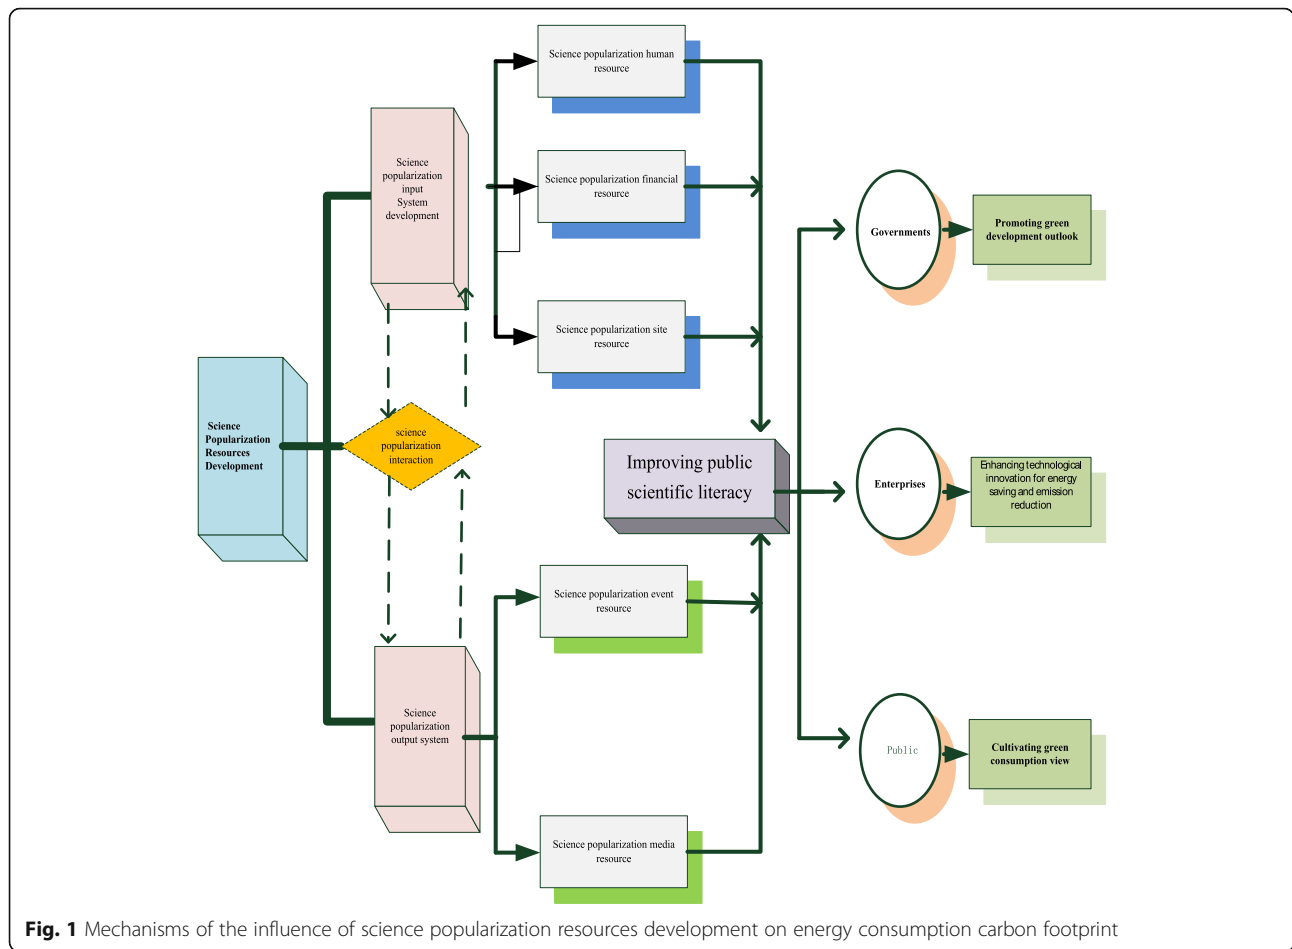 Science popularization human
resource
Science
popularization
input
System
development
Science popularization financial
resource
Governments
Promoting green
development outlook
Science popularization site
resource
Science
Popularization
Resources
Development
science
popularization
interaction
Improving public
scientific literacy
Enterprises
Enhancing technological
innovation for energy
saving and emission
reduction
Science popularization event
resource
Science
popularization
output system
Public
Cultivating green
consumption view
Science popularization media
resource
Fig. 1 Mechanisms of the influence of science popularization resources development on energy consumption carbon footprint